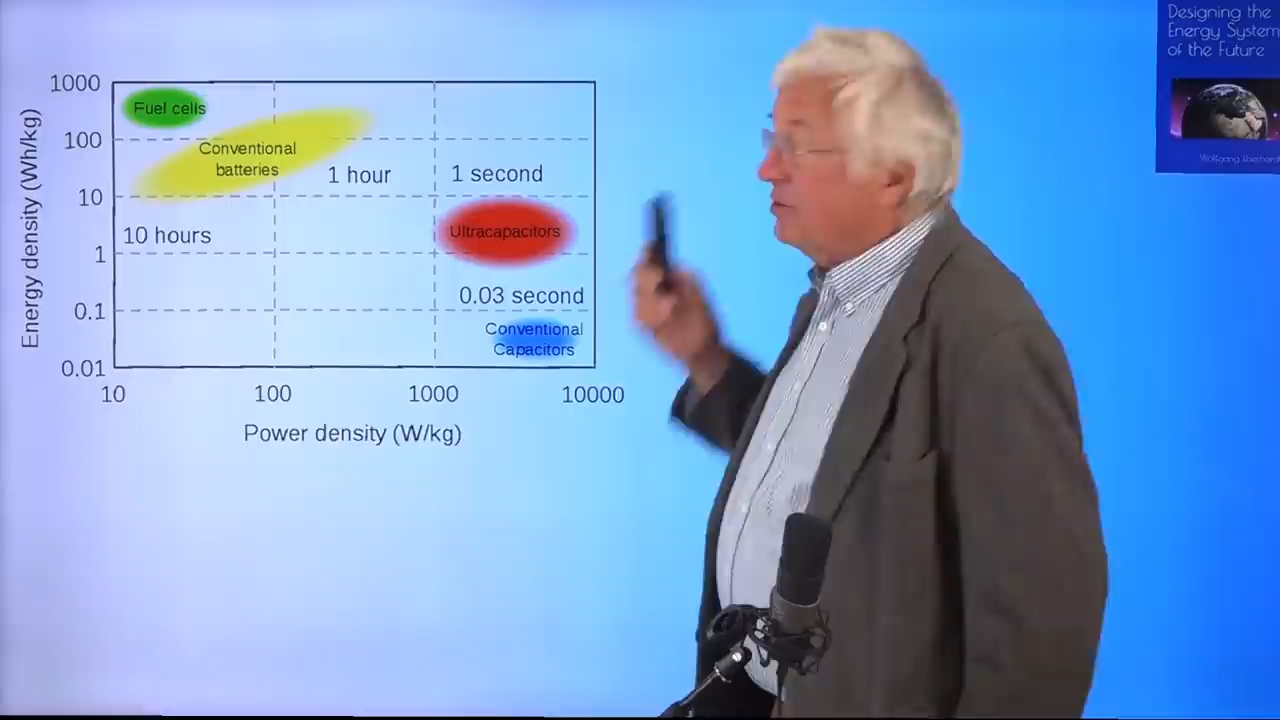 Designing the
Energy System
of the Future
1000
100
10
1
0.1
0.01
Energy density (Wh/kg)
Fuel cells
Conventional
batteries
1 hour
1 second
10 hours
Ultracapacitors
0.03 second
Conventional
Capacitors
10
100
1000
10000
Power density (W/kg)
Wolfgang Eberhard